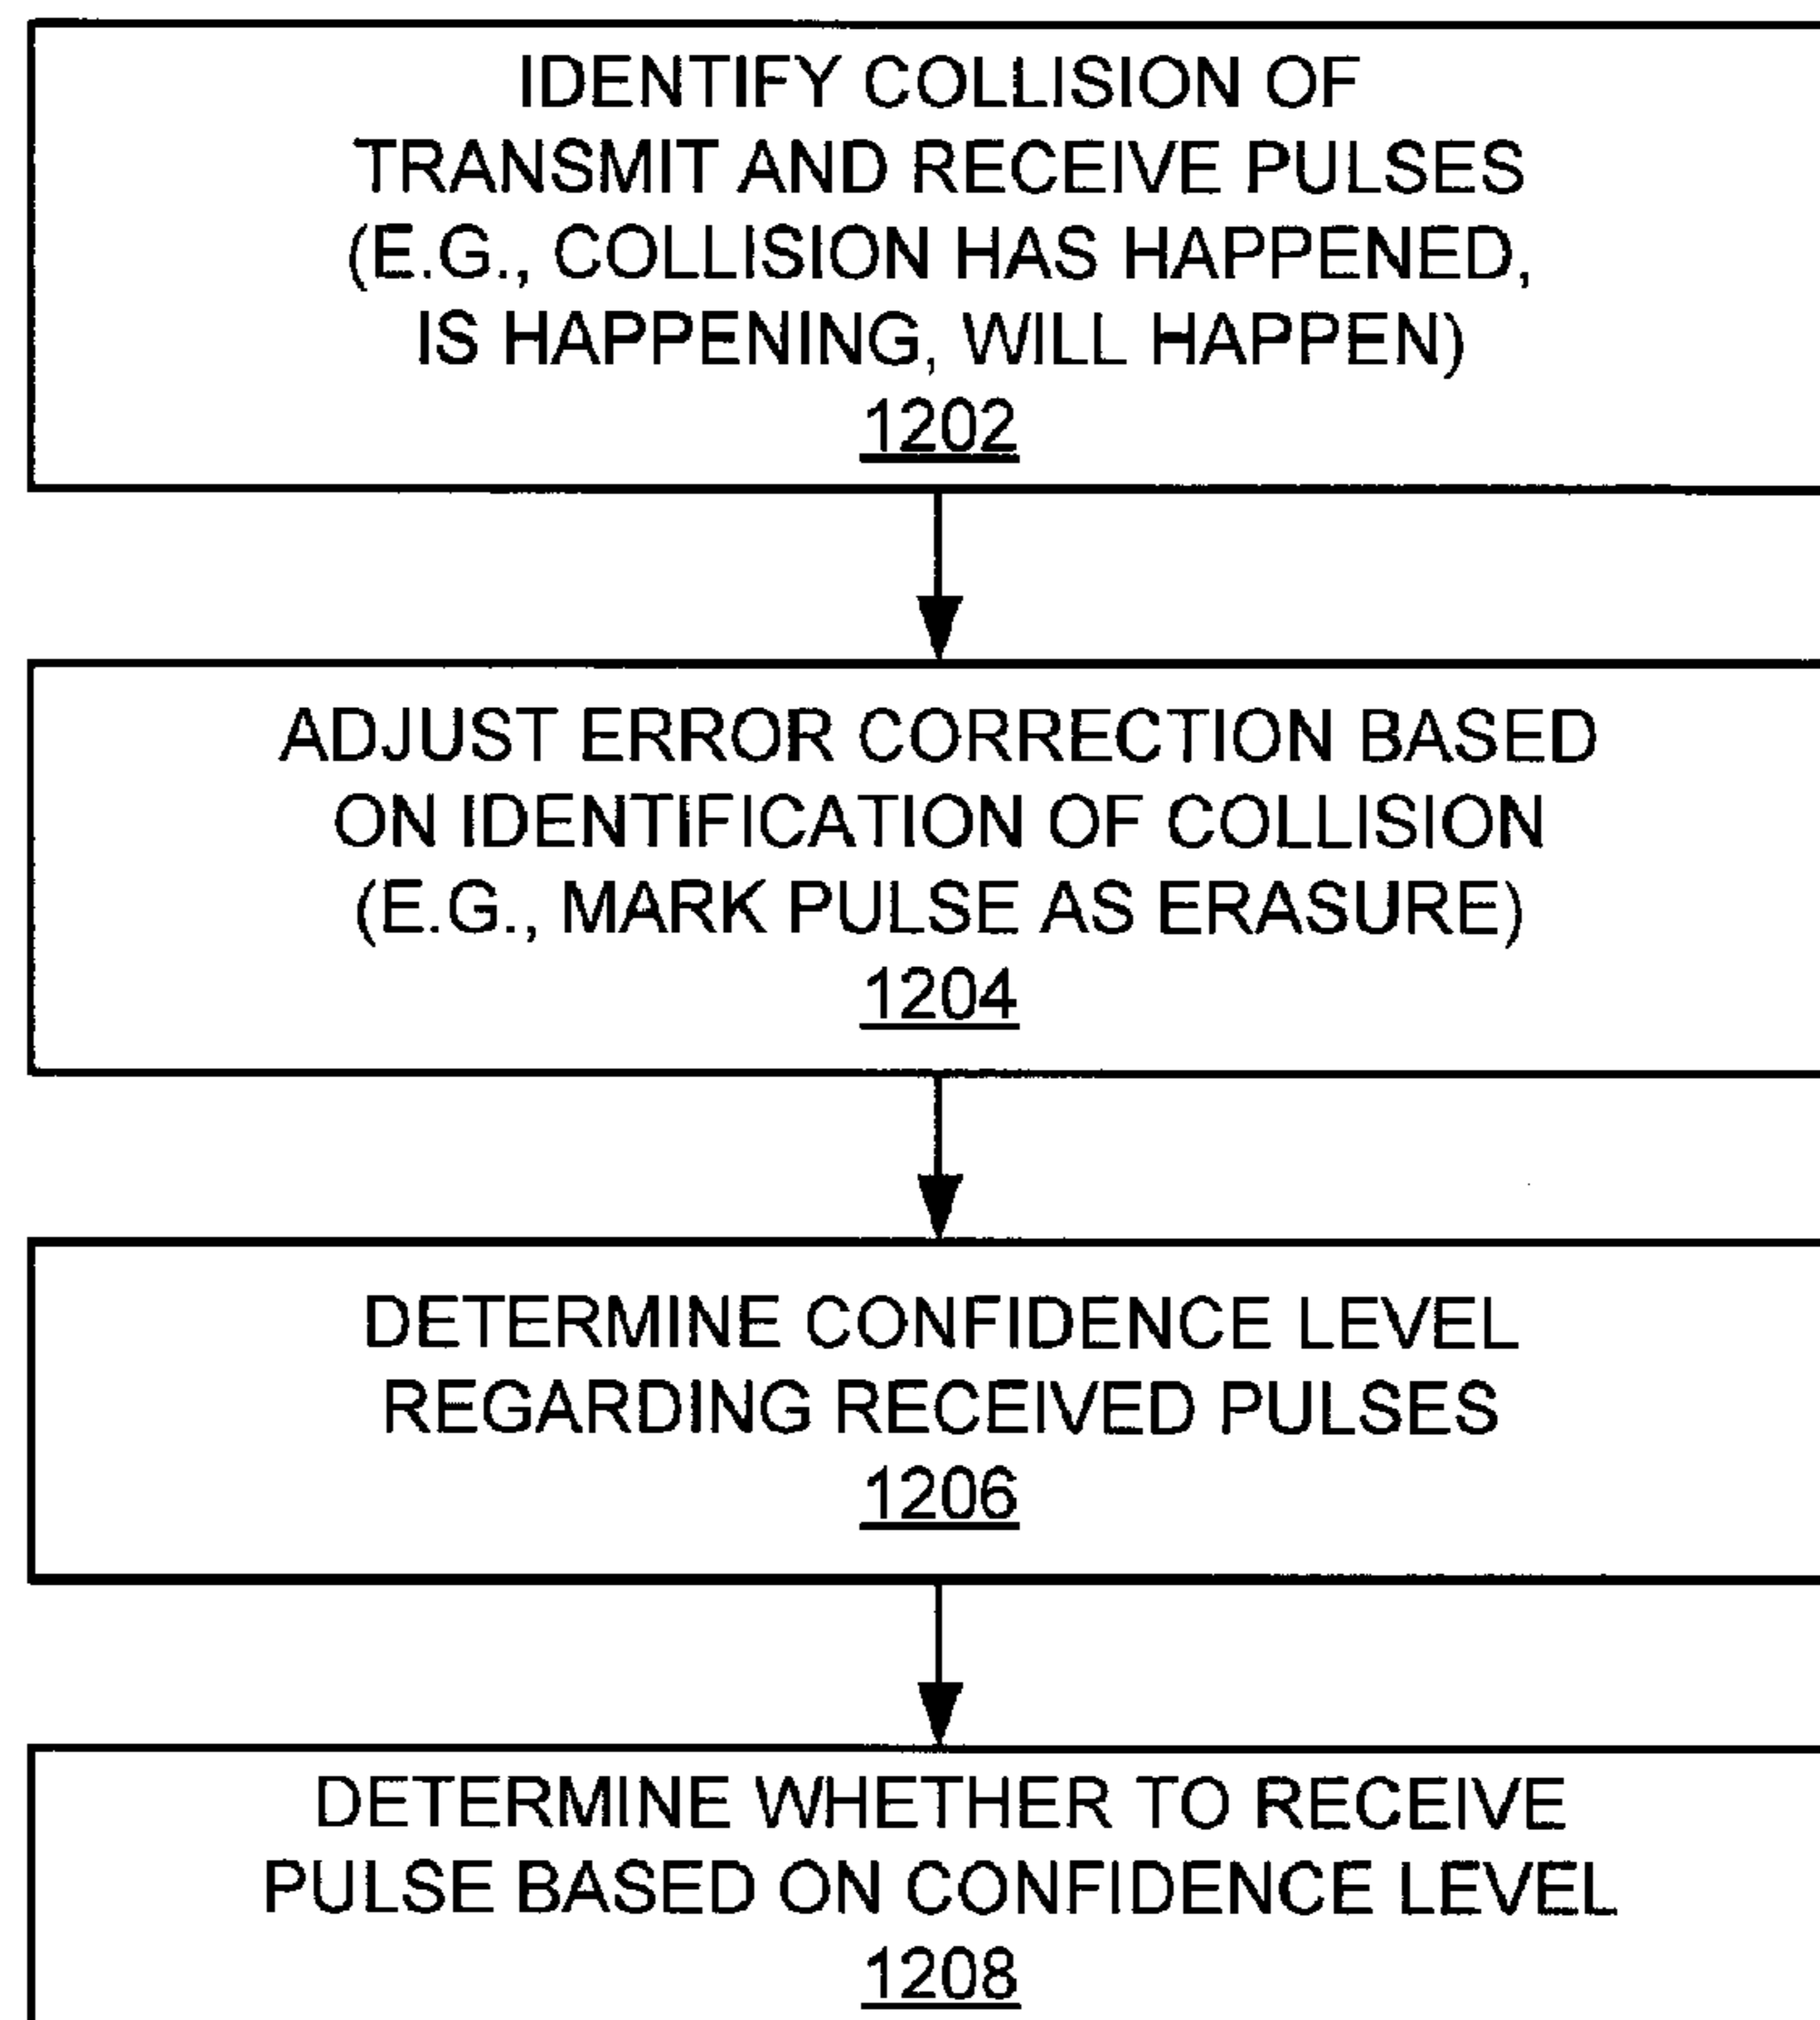 IDENTIFY COLLISION OF
TRANSMIT AND RECEIVE PULSES
(E.G., COLLISION HAS HAPPENED,
IS HAPPENING, WILL HAPPEN)
1202
ADJUST ERROR CORRECTION BASED
ON IDENTIFICATION OF COLLISION
(E.G., MARK PULSE AS ERASURE)
1204
DETERMINE CONFIDENCE LEVEL
REGARDING RECEIVED PULSES
1206
DETERMINE WHETHER TO RECEIVE
PULSE BASED ON CONFIDENCE LEVEL
1208